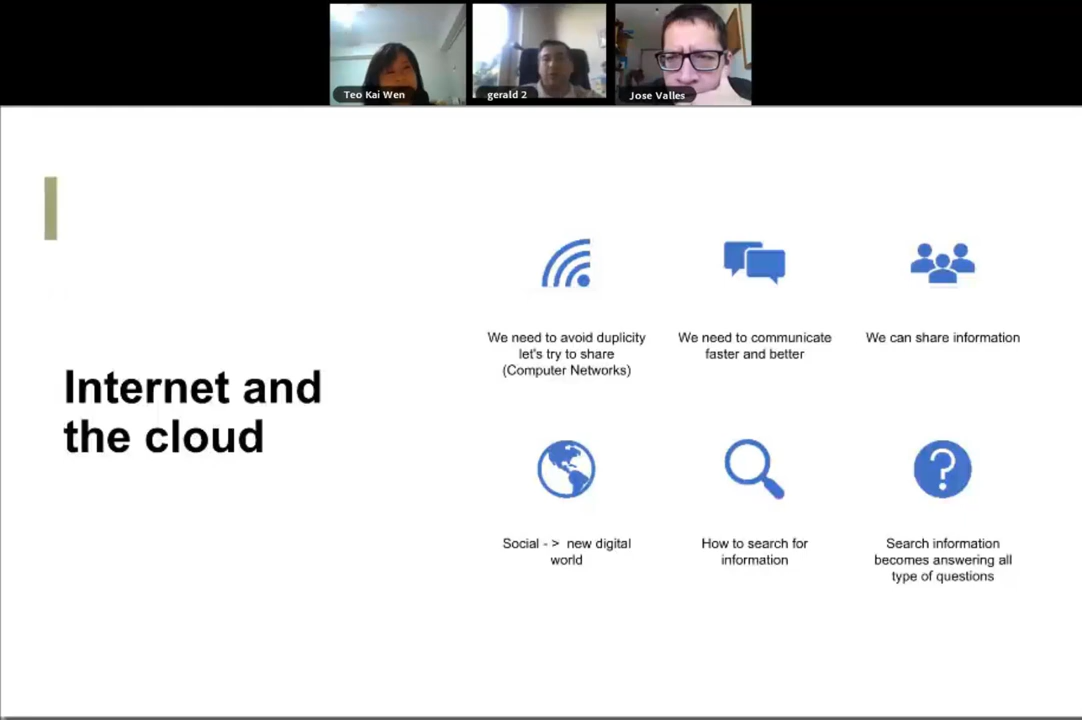 Teo Kai Wen
gerald 2
Jose Valles
Internet and
the cloud
We need to avoid duplicity
let's try to share
(Computer Networks)
We need to communicate
faster and better
We can share information
Social - > new digital
world
How to search for
information
Search information
becomes answering all
type of questions